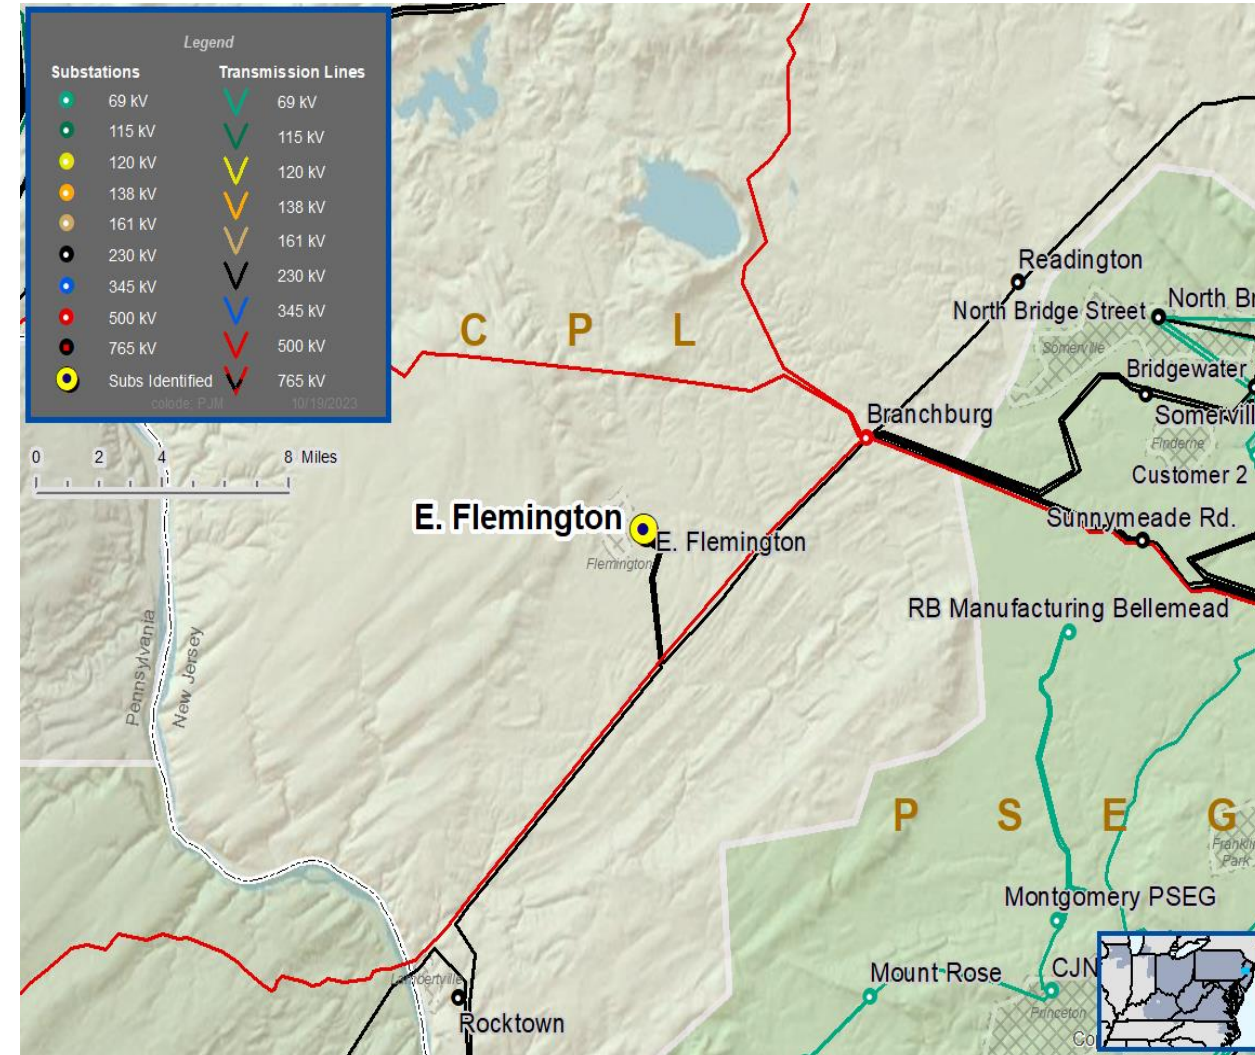 Legend
Substations
Transmission Lines
69 kV
69 kV
115 kV
115 kV
120 kV
120 kV
138 kV
138 kV
161 kV
161 kV
230 kV
230 kV
345 kV
345 kV
500 kV
500 kV
765 kV
765 kV
Subs Identified
colode: PJM
10/19/2023
0 2 4 8 Miles
C P L
Readington
North Bridge Street
North Br
Somerville
Bridgewater
Somervill
Finderne
Branchburg
Customer 2
E. Flemington
E. Flemington
Flemington
Sunnymeade Rd.
RB Manufacturing Bellemead
Pennsylvania
New Jersey
P S E G
Franklin
Park
Montgomery PSEG
Mount Rose
CJN
Princeton
Co
Lambertville
Rocktown